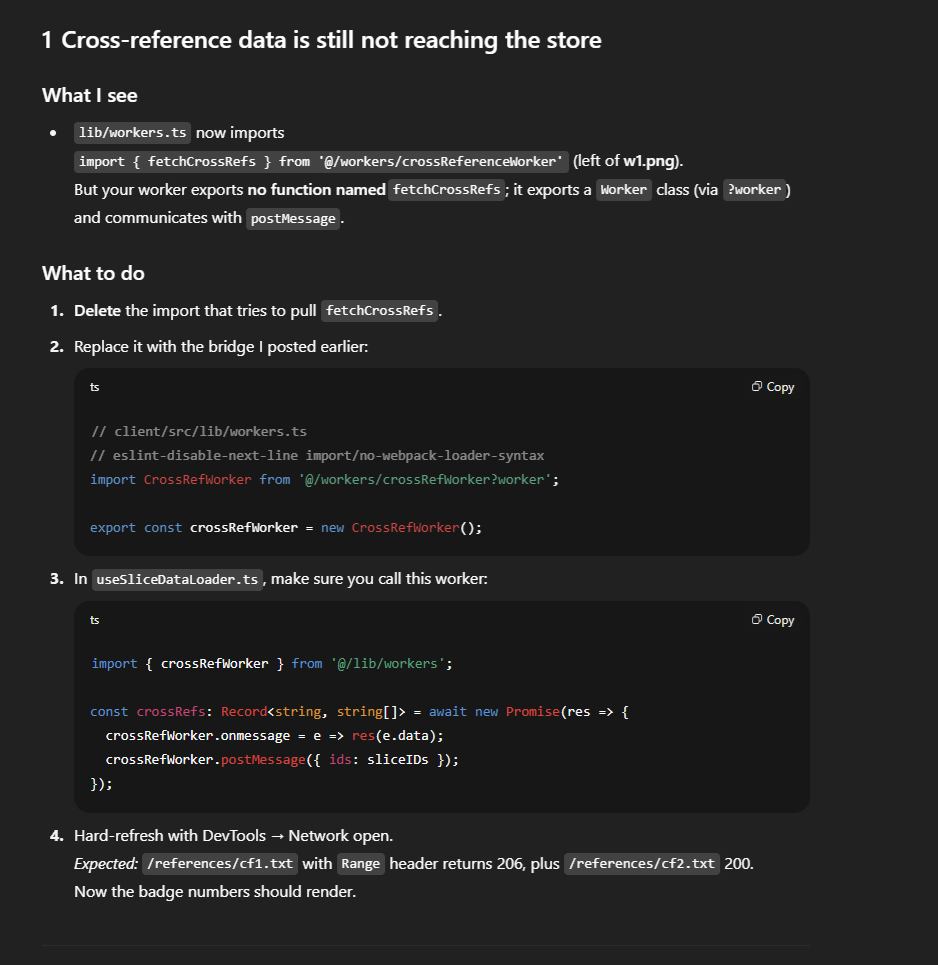 1 Cross-reference data is still not reaching the store
What I see
• lib/workers.ts now imports
import { fetchCrossRefs } from '@/workers/crossReferenceWorker' (left of w1.png).
But your worker exports no function named fetchCrossRefs; it exports a Worker class (via ?worker)
and communicates with postMessage.
What to do
1. Delete the import that tries to pull fetchCrossRefs.
2. Replace it with the bridge I posted earlier:
ts Copy
// client/src/lib/workers.ts
// eslint-disable-next-line import/no-webpack-loader-syntax
import CrossRefWorker from '@/workers/crossRefWorker?worker';
export const crossRefWorker = new CrossRefWorker();
3. In useSliceDataLoader.ts, make sure you call this worker:
ts Copy
import { crossRefWorker } from '@/lib/workers';
const crossRefs: Record<string, string[]> = await new Promise(res => {
crossRefWorker.onmessage = e => res(e.data);
crossRefWorker.postMessage({ ids: sliceIDs });
});
4. Hard-refresh with DevTools → Network open.
Expected: /references/cf1.txt with Range header returns 206, plus /references/cf2.txt 200.
Now the badge numbers should render.